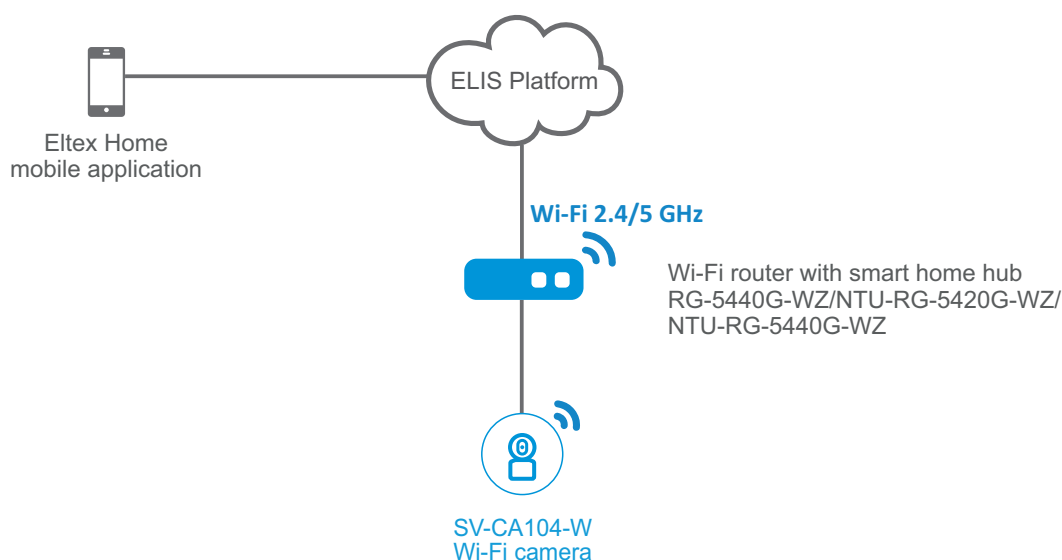 ELIS Platform
Eltex Home
mobile application
Wi-Fi 2.4/5 GHz
Wi-Fi router with smart home hub
RG-5440G-WZ/NTU-RG-5420G-WZ/
NTU-RG-5440G-WZ
SV-CA104-W
Wi-Fi camera